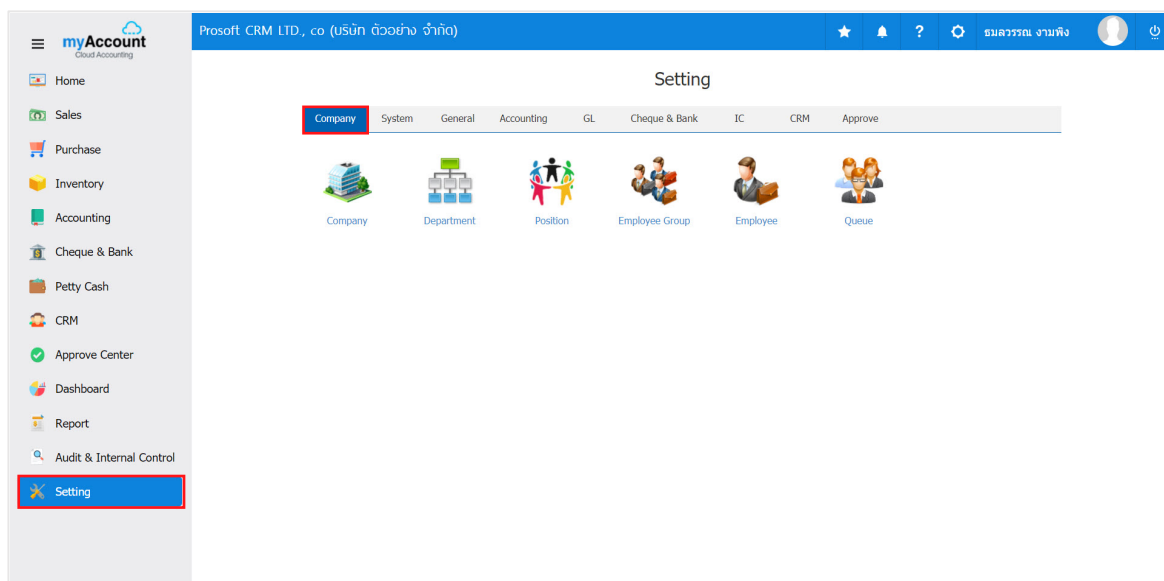 myAccount
Cloud Accounting
Prosoft CRM LTD., co (บริษัท ตัวอย่าง จำกัด)
?
ธมลวรรณ งามพิง
Home
Sales
Purchase
Inventory
Accounting
Cheque & Bank
Petty Cash
CRM
Approve Center
Dashboard
Report
Audit & Internal Control
Setting
Setting
Company System General Accounting GL Cheque & Bank IC CRM Approve
Company Department Position Employee Group Employee Queue